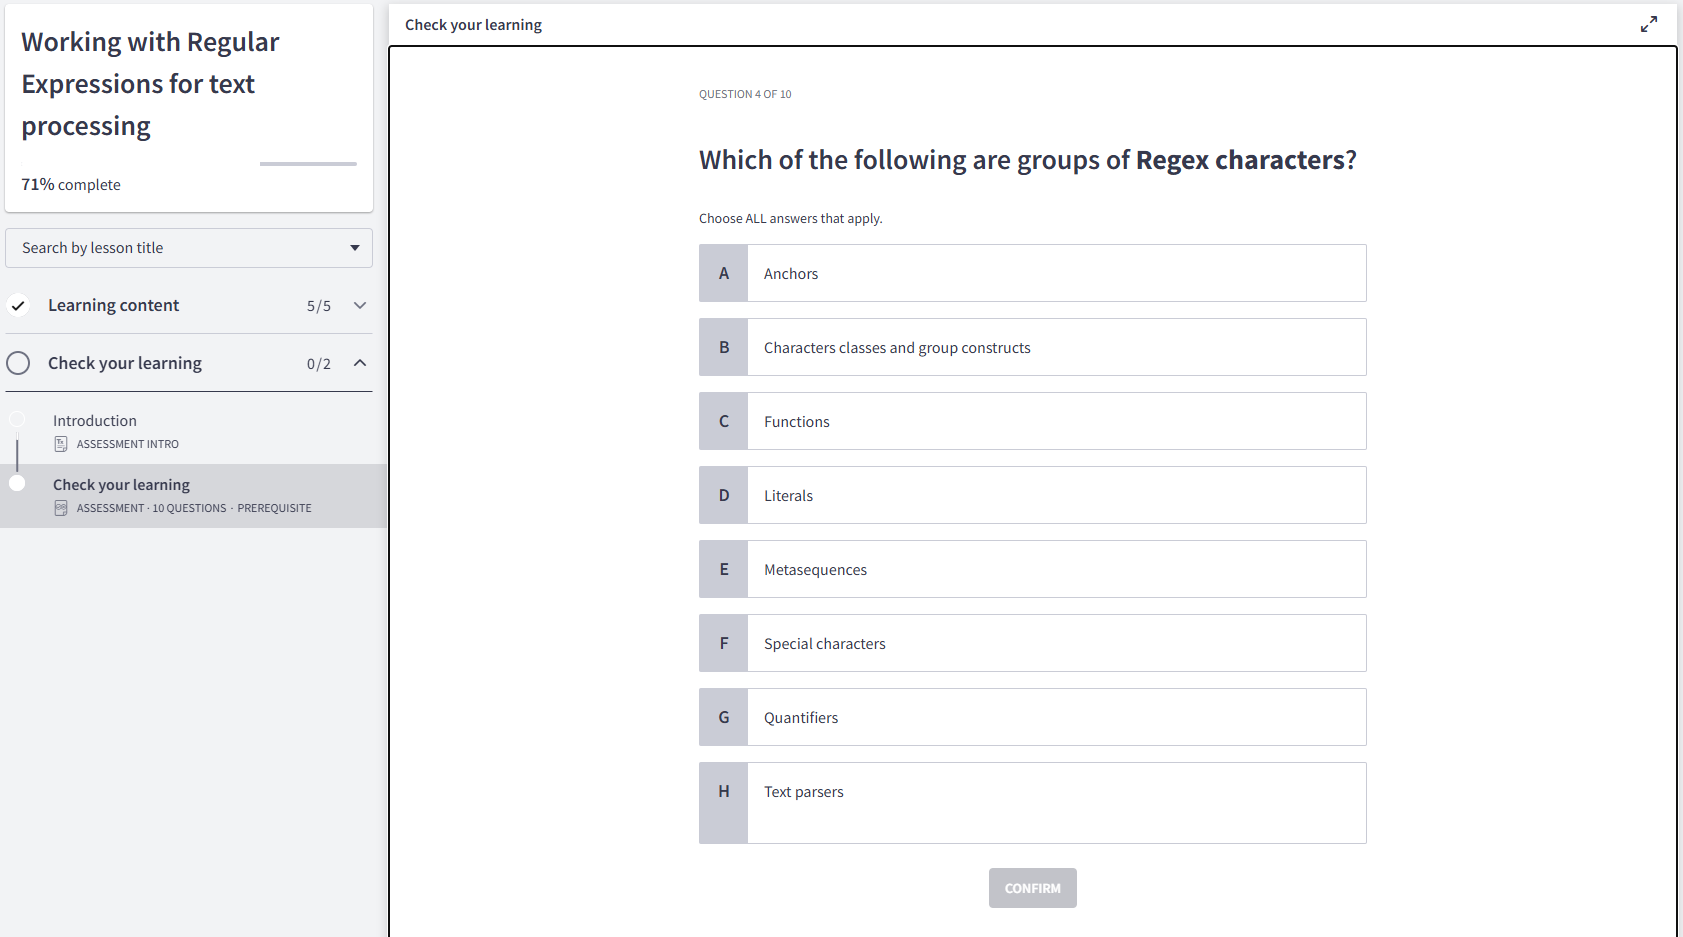 Working with Regular
Expressions for text
processing
71% complete
Search by lesson title
Learning content 5/5
Check your learning 0/2
Introduction
ASSESSMENT INTRO
Check your learning
ASSESSMENT · 10 QUESTIONS · PREREQUISITE
Check your learning
QUESTION 4 OF 10
Which of the following are groups of Regex characters?
Choose ALL answers that apply.
A Anchors
B Characters classes and group constructs
C Functions
D Literals
E Metasequences
F Special characters
G Quantifiers
H Text parsers
CONFIRM